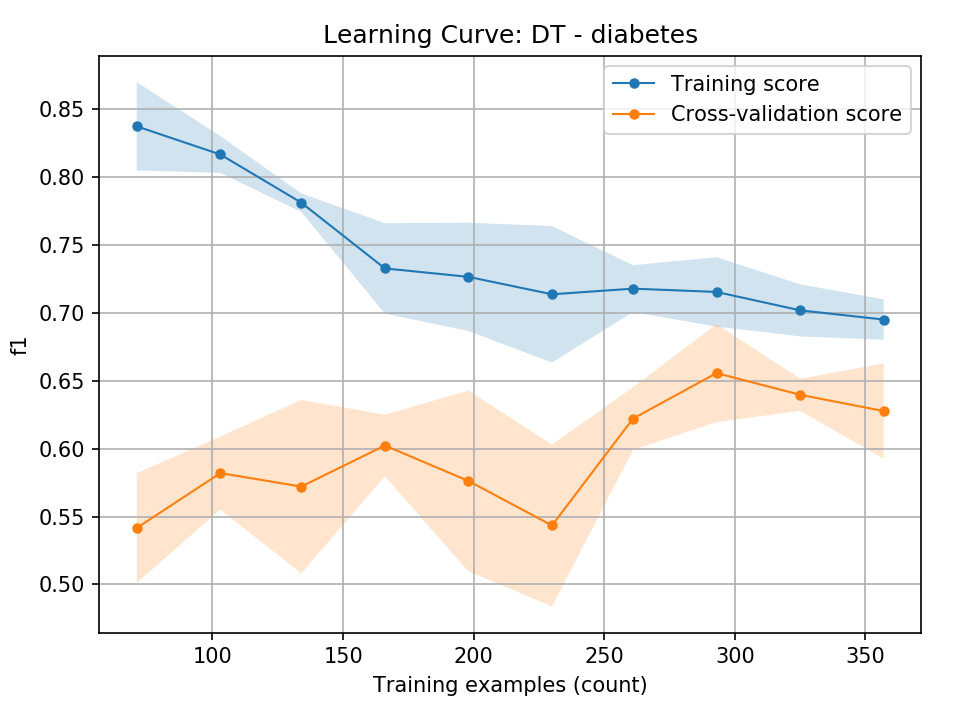 Learning Curve: DT - diabetes
Training score
Cross-validation score
f1
0.85
0.80
0.75
0.70
0.65
0.60
0.55
0.50
100 150 200 250 300 350
Training examples (count)